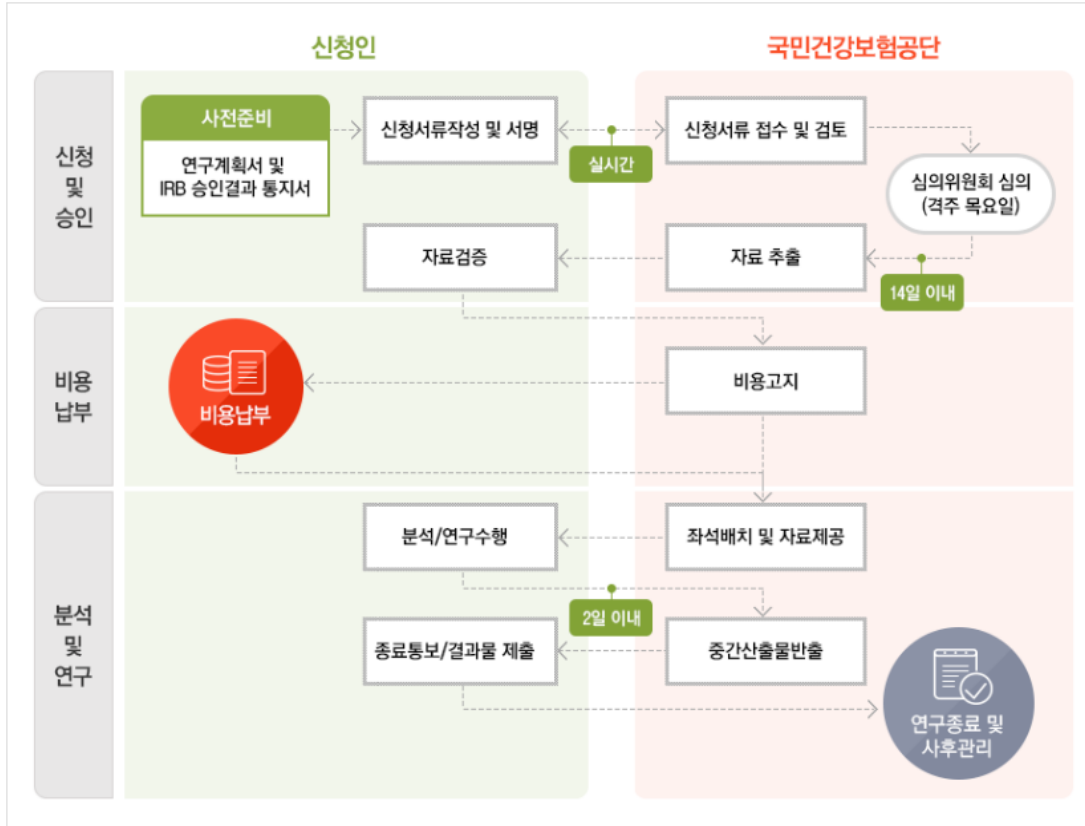 신청인
국민건강보험공단
신청
및
승인
사전준비
연구계획서 및
IRB 승인결과 통지서
신청서류작성 및 서명
실시간
신청서류 접수 및 검토
심의위원회 심의
(격주 목요일)
14일 이내
자료 추출
자료검증
비용
납부
비용고지
비용납부
분석
및
연구
좌석배치 및 자료제공
분석/연구수행
2일 이내
중간산출물반출
종료통보/결과물 제출
연구종료 및
사후관리